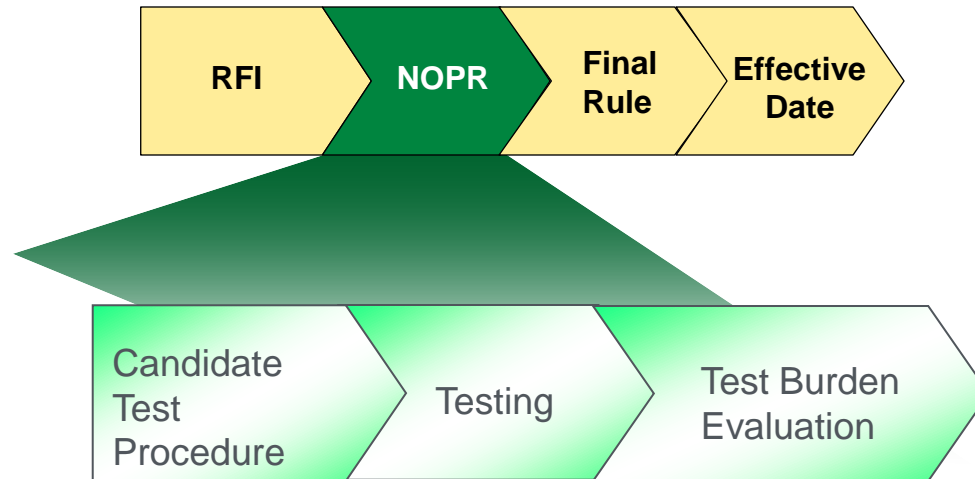 RFI
NOPR
Final
Rule
Effective
Date
Candidate
Test
Procedure
Testing
Test Burden
Evaluation